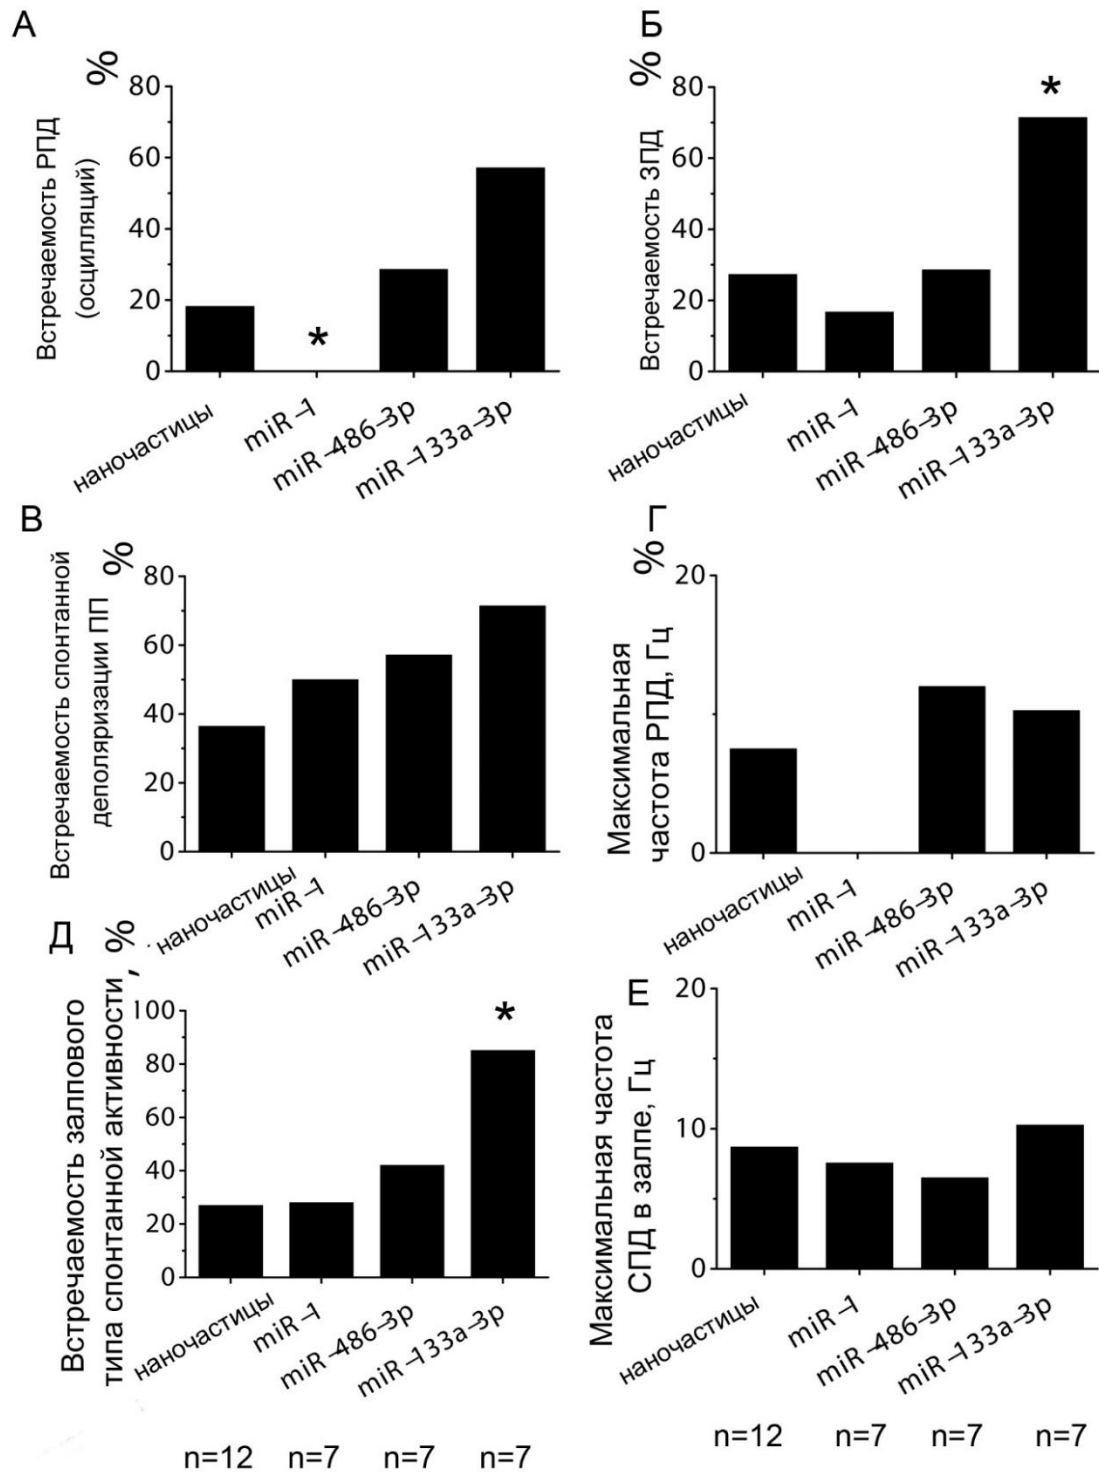 А
%
Встречаемость РПД
(осцилляций)
80
60
40
20
0
*
наночастицы
miR-1
miR-486-3p
miR-133a-3p
Б
%
Встречаемость ЗПД
80
60
40
20
0
*
наночастицы
miR-1
miR-486-3p
miR-133a-3p
В
%
Встречаемость спонтанной
деполяризации ПП
80
60
40
20
0
наночастицы
miR-1
miR-486-3p
miR-133a-3p
Г
%
Максимальная
частота РПД, Гц
20
0
наночастицы
miR-1
miR-486-3p
miR-133a-3p
Д
Встречаемость залпового
типа спонтанной активности, %
100
80
60
40
20
0
*
наночастицы
miR-1
miR-486-3p
miR-133a-3p
n=12 n=7 n=7 n=7
Е
Максимальная частота
СПД в залпе, Гц
20
10
0
наночастицы
miR-1
miR-486-3p
miR-133a-3p
n=12 n=7 n=7 n=7